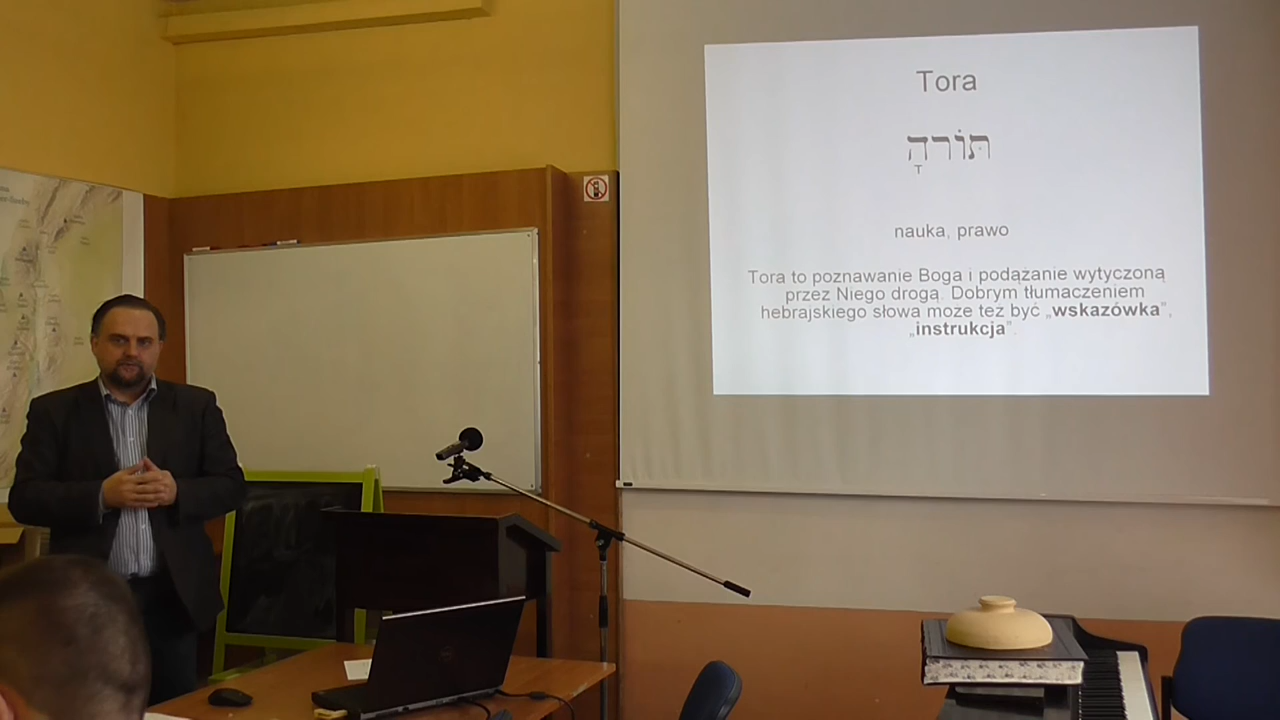 Tora
תּוֹרהָ
nauka, prawo
Tora to poznawanie Boga i podążanie wytyczoną
przez Niego drogą. Dobrym tłumaczeniem
hebrajskiego słowa może też być „wskazówka”,
„instrukcja”.